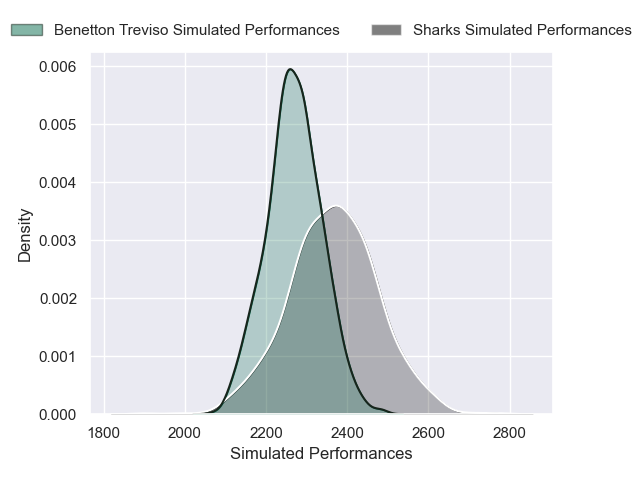 Benetton Treviso Simulated Performances
Sharks Simulated Performances
0.006
0.005
0.004
0.003
0.002
0.001
0.000
Density
1800 2000 2200 2400 2600 2800
Simulated Performances